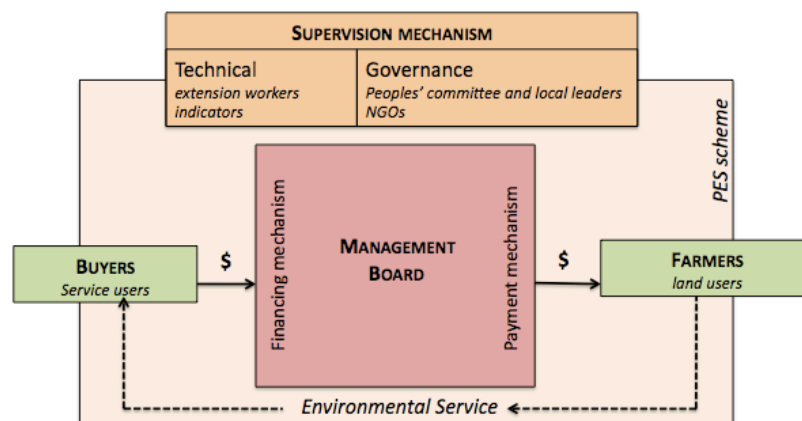 SUPERVISION MECHANISM
Technical
extension workers
indicators
Governance
Peoples' committee and local leaders
NGOs
PES scheme
BUYERS
Service users
$
Financing mechanism
MANAGEMENT
BOARD
Payment mechanism
$
FARMERS
land users
Environmental Service